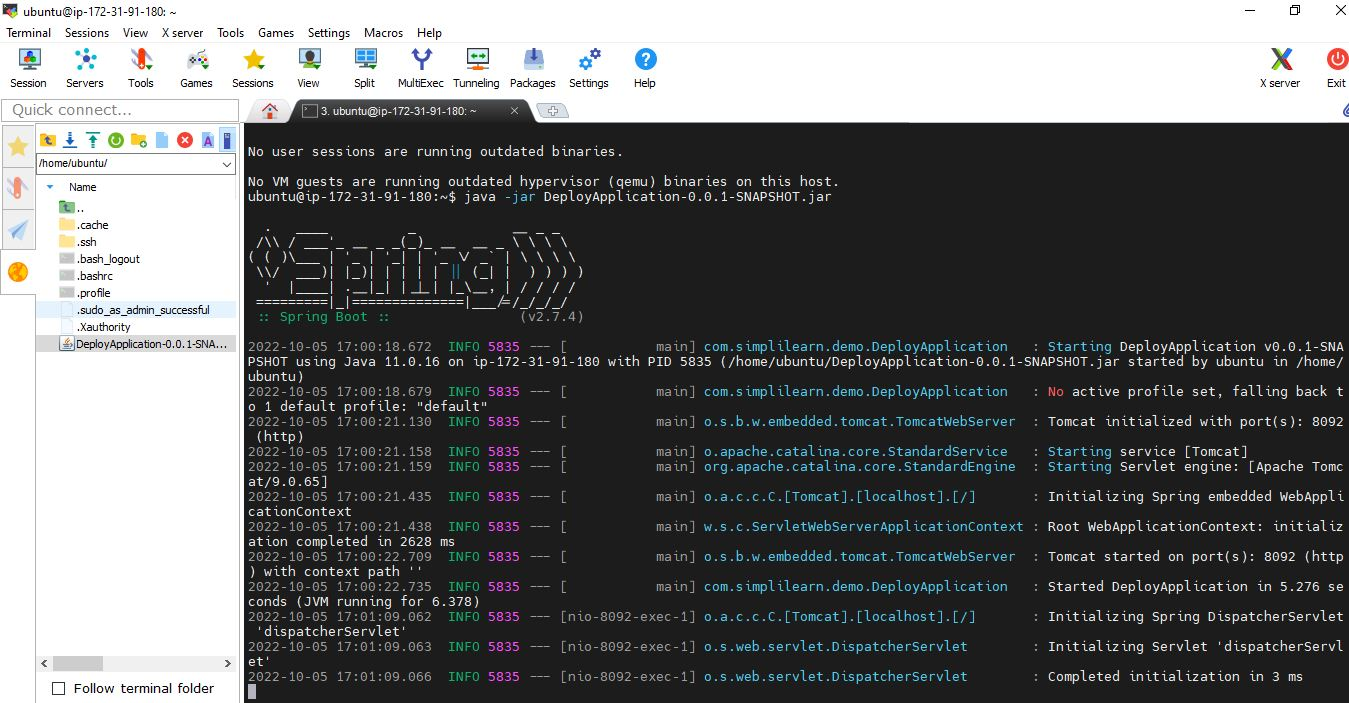 ubuntu@ip-172-31-91-180: ~
Terminal Sessions View X server Tools Games Settings Macros Help
Session Servers Tools Games Sessions View Split MultiExec Tunneling Packages Settings Help X server Exit
Quick connect...
3. ubuntu@ip-172-31-91-180: ~
/home/ubuntu/
Name
..
.cache
.ssh
.bash_logout
.bashrc
.profile
.sudo_as_admin_successful
.Xauthority
DeployApplication-0.0.1-SNA...
Follow terminal folder
No user sessions are running outdated binaries.
No VM guests are running outdated hypervisor (qemu) binaries on this host.
ubuntu@ip-172-31-91-180:~$ java -jar DeployApplication-0.0.1-SNAPSHOT.jar
  .   ____          _            __ _ _
 /\\ / ___'_ __ _ _(_)_ __  __ _ \ \ \ \
( ( )\___ | '_ | '_| | '_ \/ _` | \ \ \ \
 \\/  ___)| |_)| | | | | || (_| |  ) ) ) )
  '  |____| .__|_| |_|_| |_\__, | / / / /
 =========|_|==============|___/=/_/_/_/
 :: Spring Boot ::                (v2.7.4)
2022-10-05 17:00:18.672  INFO 5835 --- [           main] com.simplilearn.demo.DeployApplication   : Starting DeployApplication v0.0.1-SNA
PSHOT using Java 11.0.16 on ip-172-31-91-180 with PID 5835 (/home/ubuntu/DeployApplication-0.0.1-SNAPSHOT.jar started by ubuntu in /home/
ubuntu)
2022-10-05 17:00:18.679  INFO 5835 --- [           main] com.simplilearn.demo.DeployApplication   : No active profile set, falling back t
o 1 default profile: "default"
2022-10-05 17:00:21.130  INFO 5835 --- [           main] o.s.b.w.embedded.tomcat.TomcatWebServer  : Tomcat initialized with port(s): 8092
 (http)
2022-10-05 17:00:21.158  INFO 5835 --- [           main] o.apache.catalina.core.StandardService   : Starting service [Tomcat]
2022-10-05 17:00:21.159  INFO 5835 --- [           main] org.apache.catalina.core.StandardEngine  : Starting Servlet engine: [Apache Tomc
at/9.0.65]
2022-10-05 17:00:21.435  INFO 5835 --- [           main] o.a.c.c.C.[Tomcat].[localhost].[/]       : Initializing Spring embedded WebAppli
cationContext
2022-10-05 17:00:21.438  INFO 5835 --- [           main] w.s.c.ServletWebServerApplicationContext : Root WebApplicationContext: initializ
ation completed in 2628 ms
2022-10-05 17:00:22.709  INFO 5835 --- [           main] o.s.b.w.embedded.tomcat.TomcatWebServer  : Tomcat started on port(s): 8092 (http
) with context path ''
2022-10-05 17:00:22.735  INFO 5835 --- [           main] com.simplilearn.demo.DeployApplication   : Started DeployApplication in 5.276 se
conds (JVM running for 6.378)
2022-10-05 17:01:09.062  INFO 5835 --- [nio-8092-exec-1] o.a.c.c.C.[Tomcat].[localhost].[/]       : Initializing Spring DispatcherServlet
 'dispatcherServlet'
2022-10-05 17:01:09.063  INFO 5835 --- [nio-8092-exec-1] o.s.web.servlet.DispatcherServlet        : Initializing Servlet 'dispatcherServl
et'
2022-10-05 17:01:09.066  INFO 5835 --- [nio-8092-exec-1] o.s.web.servlet.DispatcherServlet        : Completed initialization in 3 ms